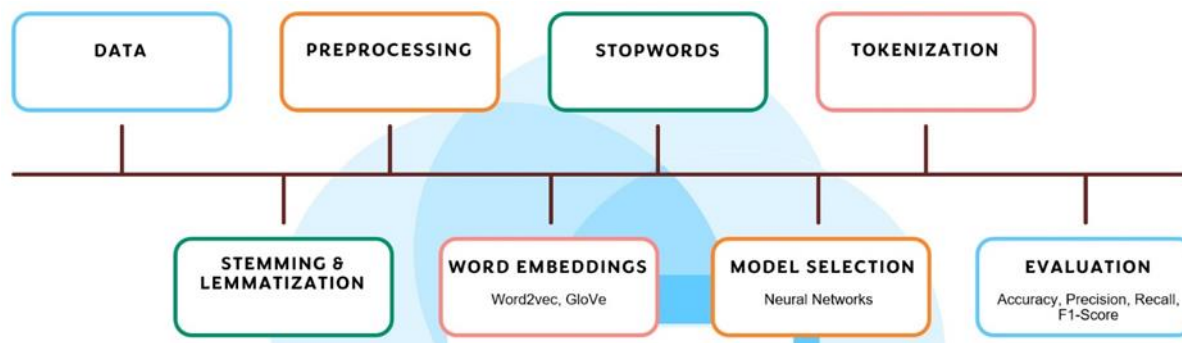 DATA
PREPROCESSING
STOPWORDS
TOKENIZATION
STEMMING &
LEMMATIZATION
WORD EMBEDDINGS
Word2vec, GloVe
MODEL SELECTION
Neural Networks
EVALUATION
Accuracy, Precision, Recall,
F1-Score